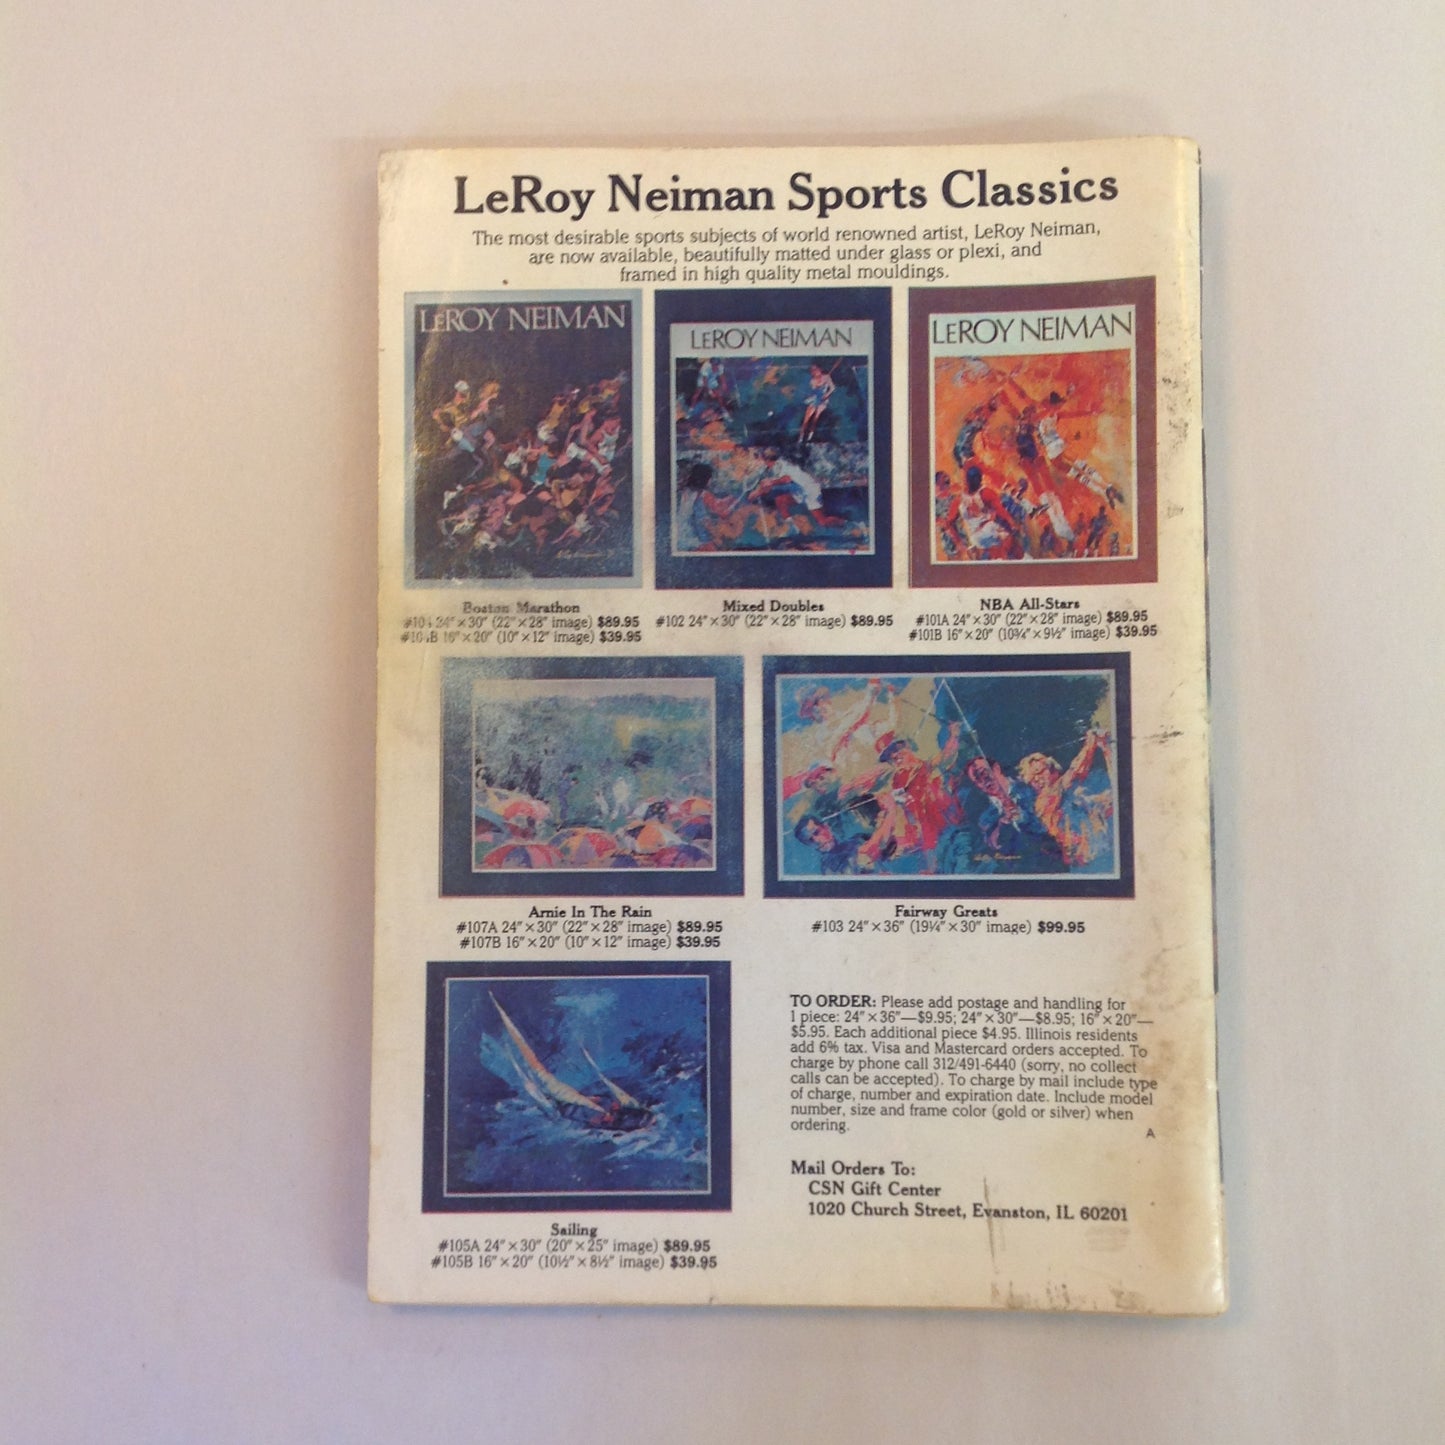 LeRoy Neiman Sports Classics
The most desirable sports subjects of world renowned artist, LeRoy Neiman,
are now available, beautifully matted under glass or plexi, and
framed in high quality metal mouldings.
LEROY NEIMAN
LEROY NEIMAN
LEROY NEIMAN
Boston Marathon
24" × 30" (22" × 28" image) $89.95
16" × 20" (10" × 12" image) $39.95
Mixed Doubles
#102 24" × 30" (22" × 28" image) $89.95
NBA All-Stars
#101A 24" × 30" (22" × 28" image) $89.95
#101B 16" × 20" (10¾" × 9½" image) $39.95
Arnie In The Rain
#107A 24" × 30" (22" × 28" image) $89.95
#107B 16" × 20" (10" × 12" image) $39.95
Fairway Greats
#103 24" × 36" (19¼" × 30" image) $99.95
Sailing
#105A 24" × 30" (20" × 25" image) $89.95
#105B 16" × 20" (10½" × 8½" image) $39.95
TO ORDER: Please add postage and handling for
1 piece: 24" × 36"—$9.95; 24" × 30"—$8.95; 16" × 20"—
$5.95. Each additional piece $4.95. Illinois residents
add 6% tax. Visa and Mastercard orders accepted. To
charge by phone call 312/491-6440 (sorry, no collect
calls can be accepted). To charge by mail include type
of charge, number and expiration date. Include model
number, size and frame color (gold or silver) when
ordering.
A
Mail Orders To:
CSN Gift Center
1020 Church Street, Evanston, IL 60201